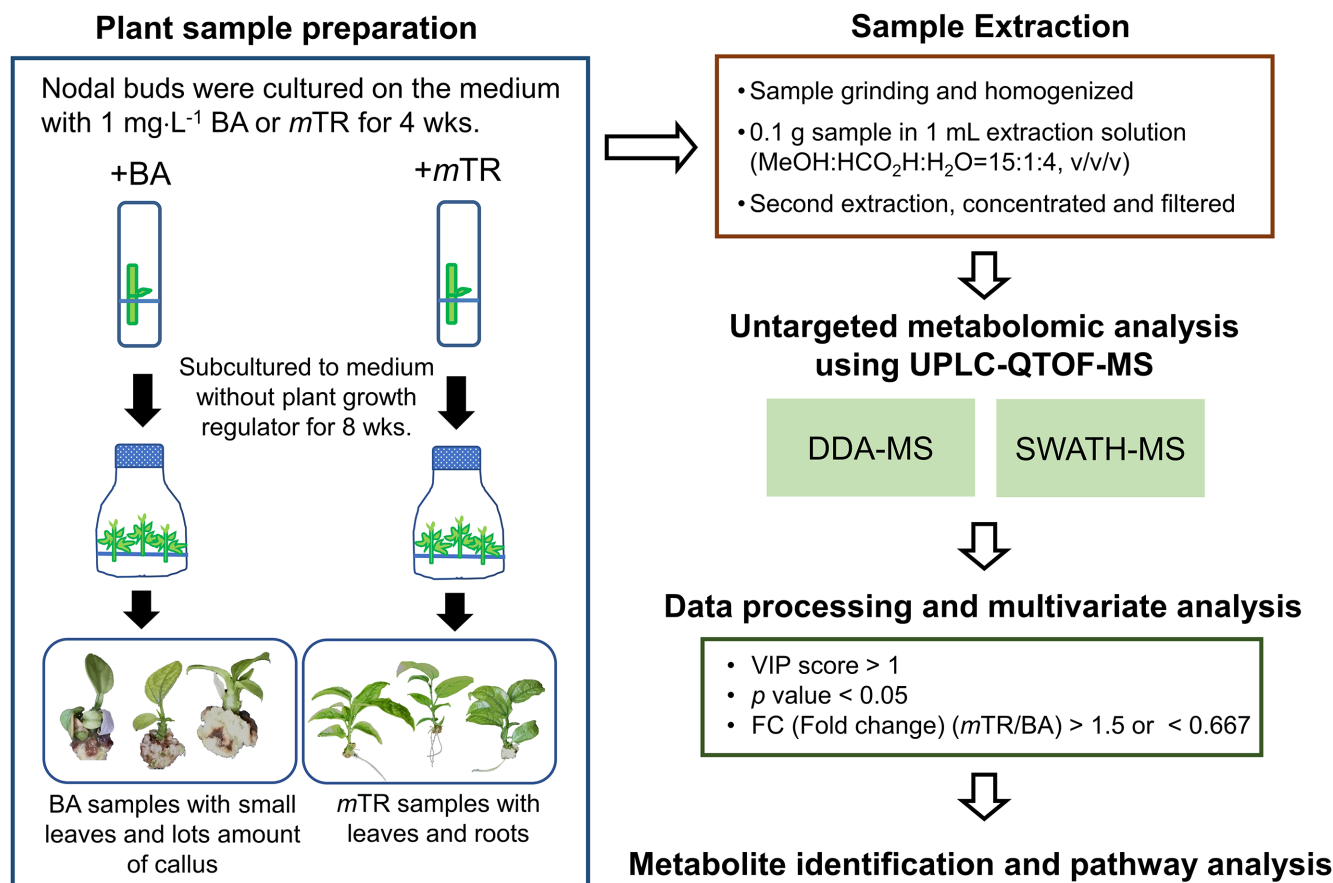 Plant sample preparation
Nodal buds were cultured on the medium
with 1 mg·L⁻¹ BA or mTR for 4 wks.
+BA
+mTR
Subcultured to medium
without plant growth
regulator for 8 wks.
BA samples with small
leaves and lots amount
of callus
mTR samples with
leaves and roots
Sample Extraction
• Sample grinding and homogenized
• 0.1 g sample in 1 mL extraction solution
(MeOH:HCO₂H:H₂O=15:1:4, v/v/v)
• Second extraction, concentrated and filtered
Untargeted metabolomic analysis
using UPLC-QTOF-MS
DDA-MS
SWATH-MS
Data processing and multivariate analysis
• VIP score > 1
• p value < 0.05
• FC (Fold change) (mTR/BA) > 1.5 or < 0.667
Metabolite identification and pathway analysis